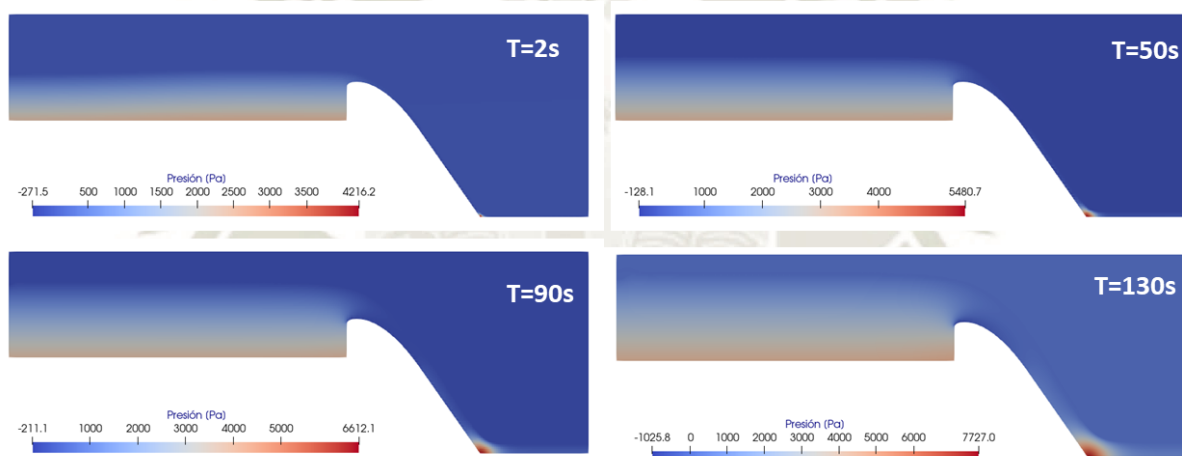 T=2s
Presión (Pa)
-271.5 500 1000 1500 2000 2500 3000 3500 4216.2
T=50s
Presión (Pa)
-128.1 1000 2000 3000 4000 5480.7
T=90s
Presión (Pa)
-211.1 1000 2000 3000 4000 5000 6612.1
T=130s
Presión (Pa)
-1025.8 0 1000 2000 3000 4000 5000 6000 7727.0